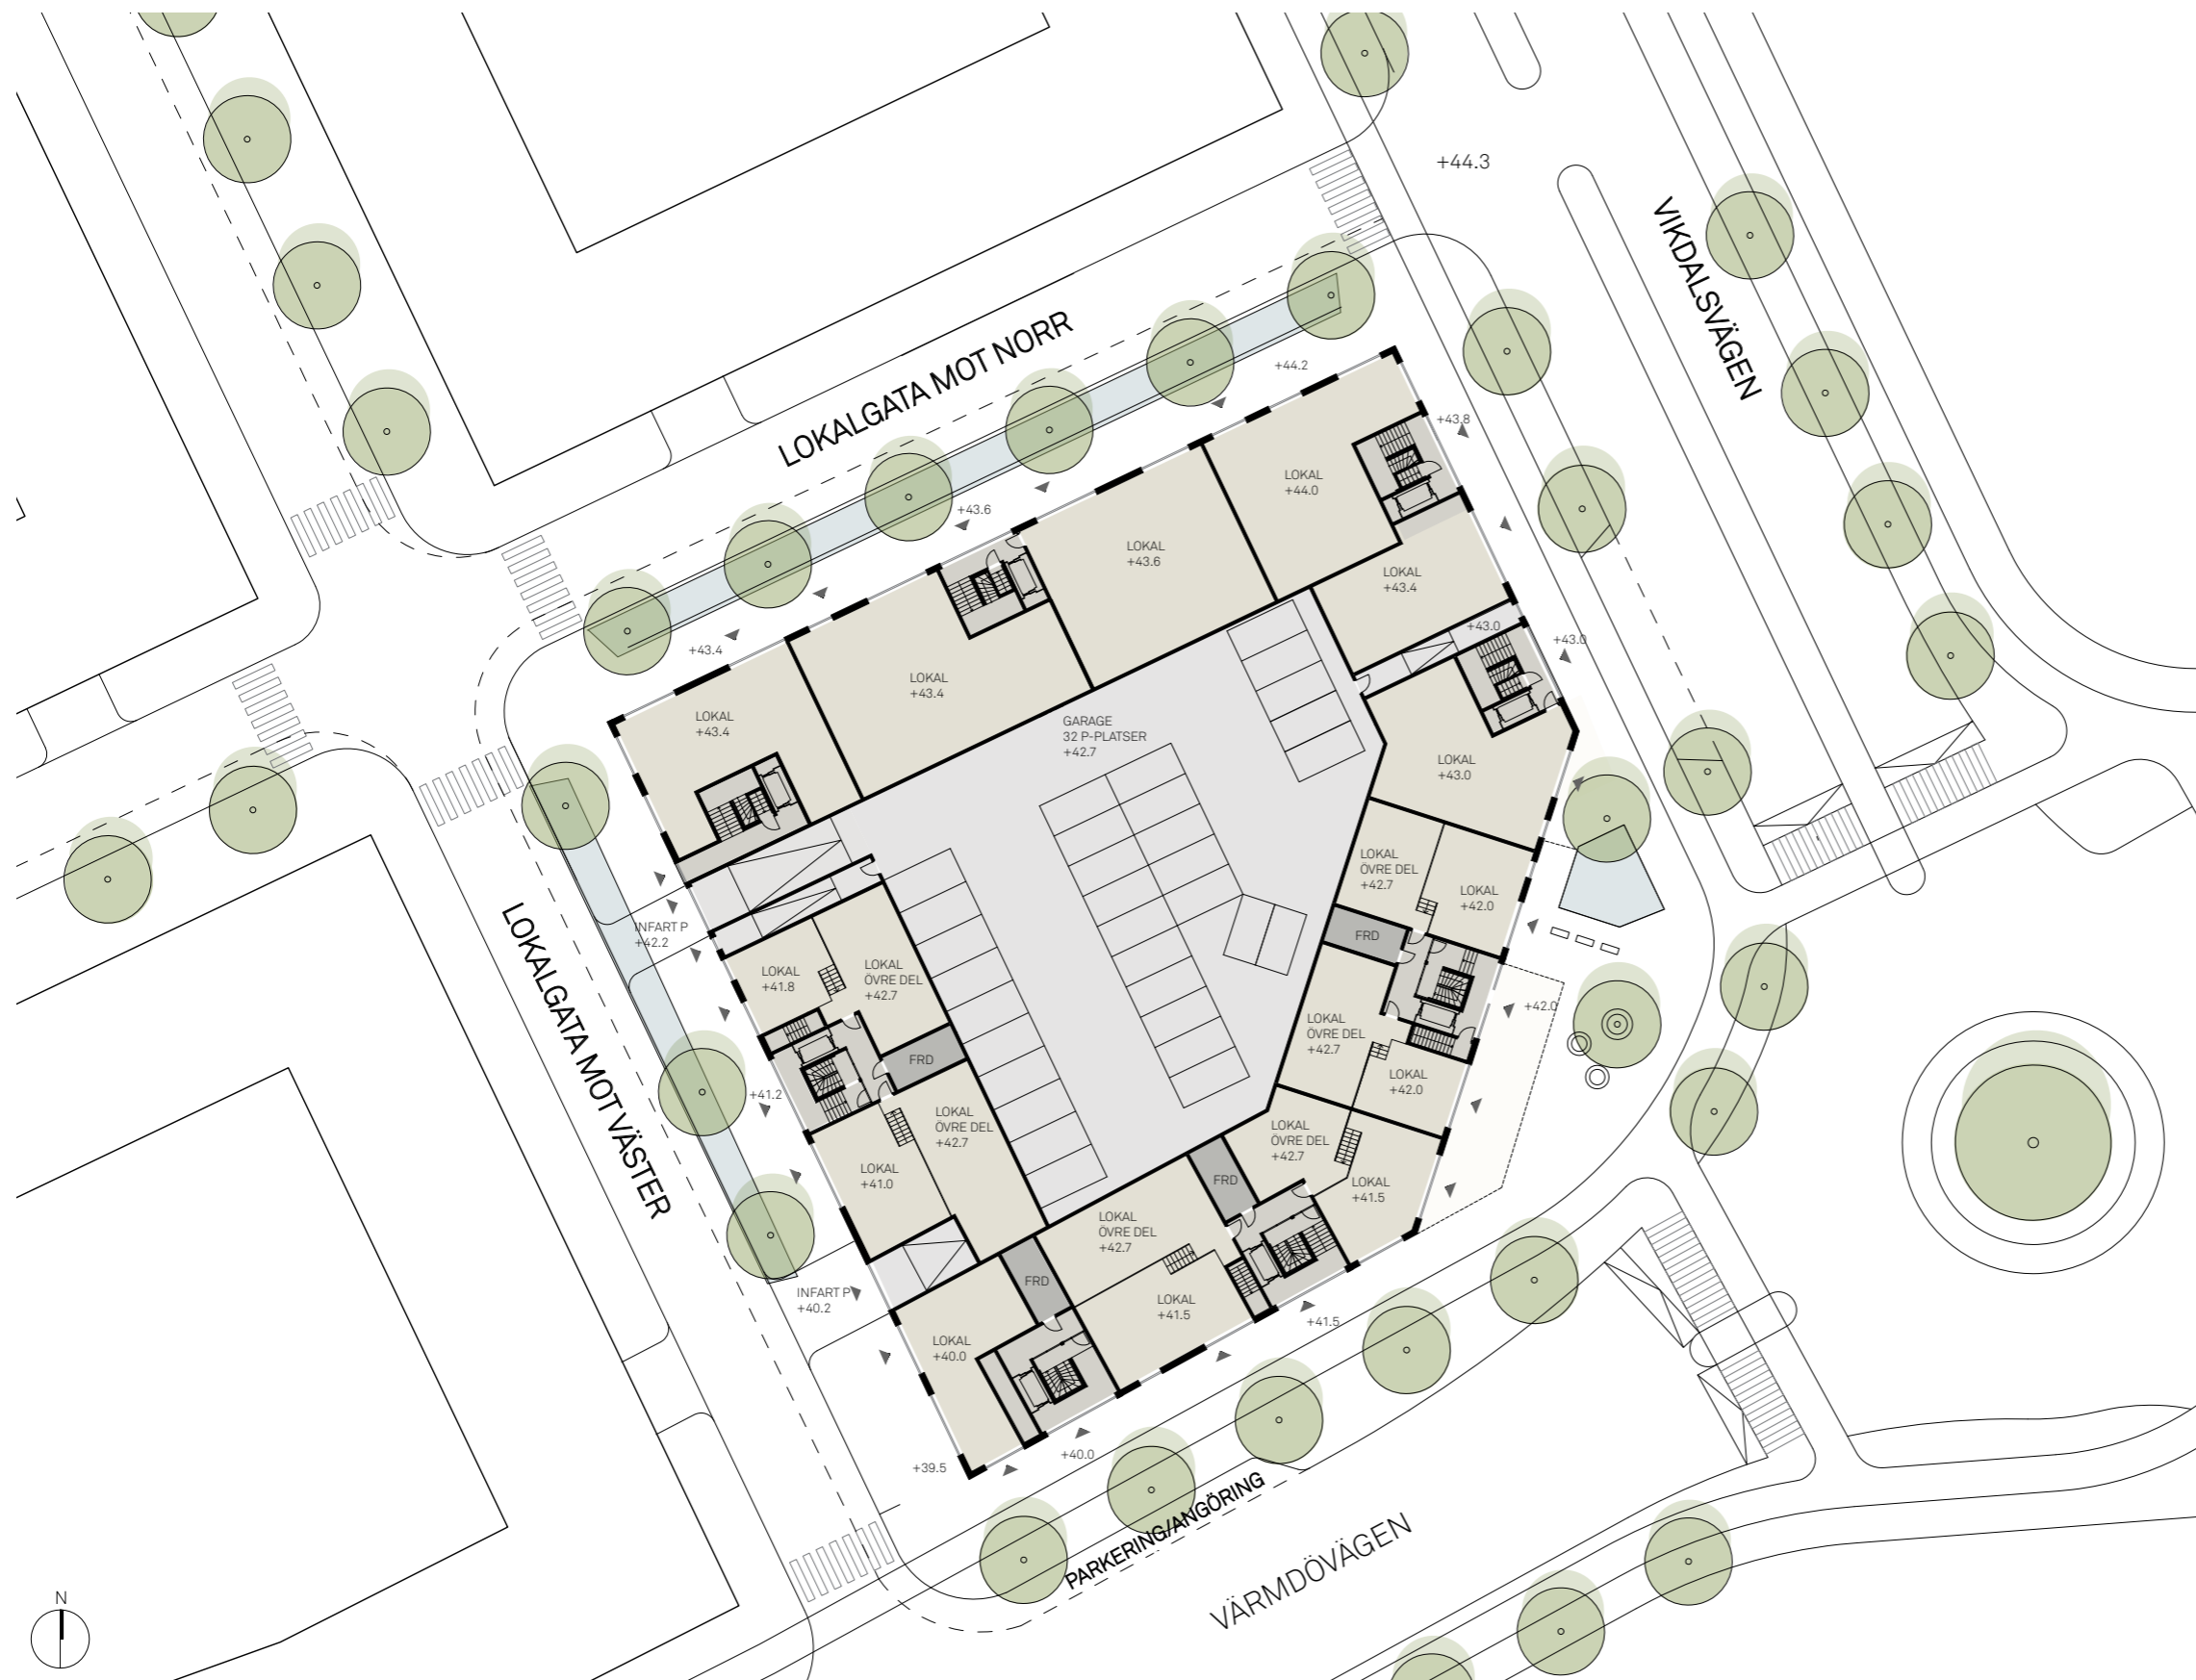 +44.3
VIKDALSVÄGEN
LOKALGATA MOT NORR
+44.2
+43.8
LOKAL
+44.0
+43.6
LOKAL
+43.6
LOKAL
+43.4
+43.0
+43.0
+43.4
LOKAL
+43.4
LOKAL
+43.4
GARAGE
32 P-PLATSER
+42.7
LOKAL
+43.0
LOKAL
ÖVRE DEL
+42.7
LOKAL
+42.0
FRD
INFART P
+42.2
LOKAL
+41.8
LOKAL
ÖVRE DEL
+42.7
LOKALGATA MOT VÄSTER
+42.0
LOKAL
ÖVRE DEL
+42.7
FRD
LOKAL
+42.0
+41.2
LOKAL
ÖVRE DEL
+42.7
LOKAL
ÖVRE DEL
+42.7
LOKAL
+41.0
FRD
LOKAL
+41.5
LOKAL
ÖVRE DEL
+42.7
FRD
INFART P
+40.2
LOKAL
+41.5
+41.5
LOKAL
+40.0
+40.0
+39.5
PARKERING/ANGÖRING
VÄRMDÖVÄGEN
N